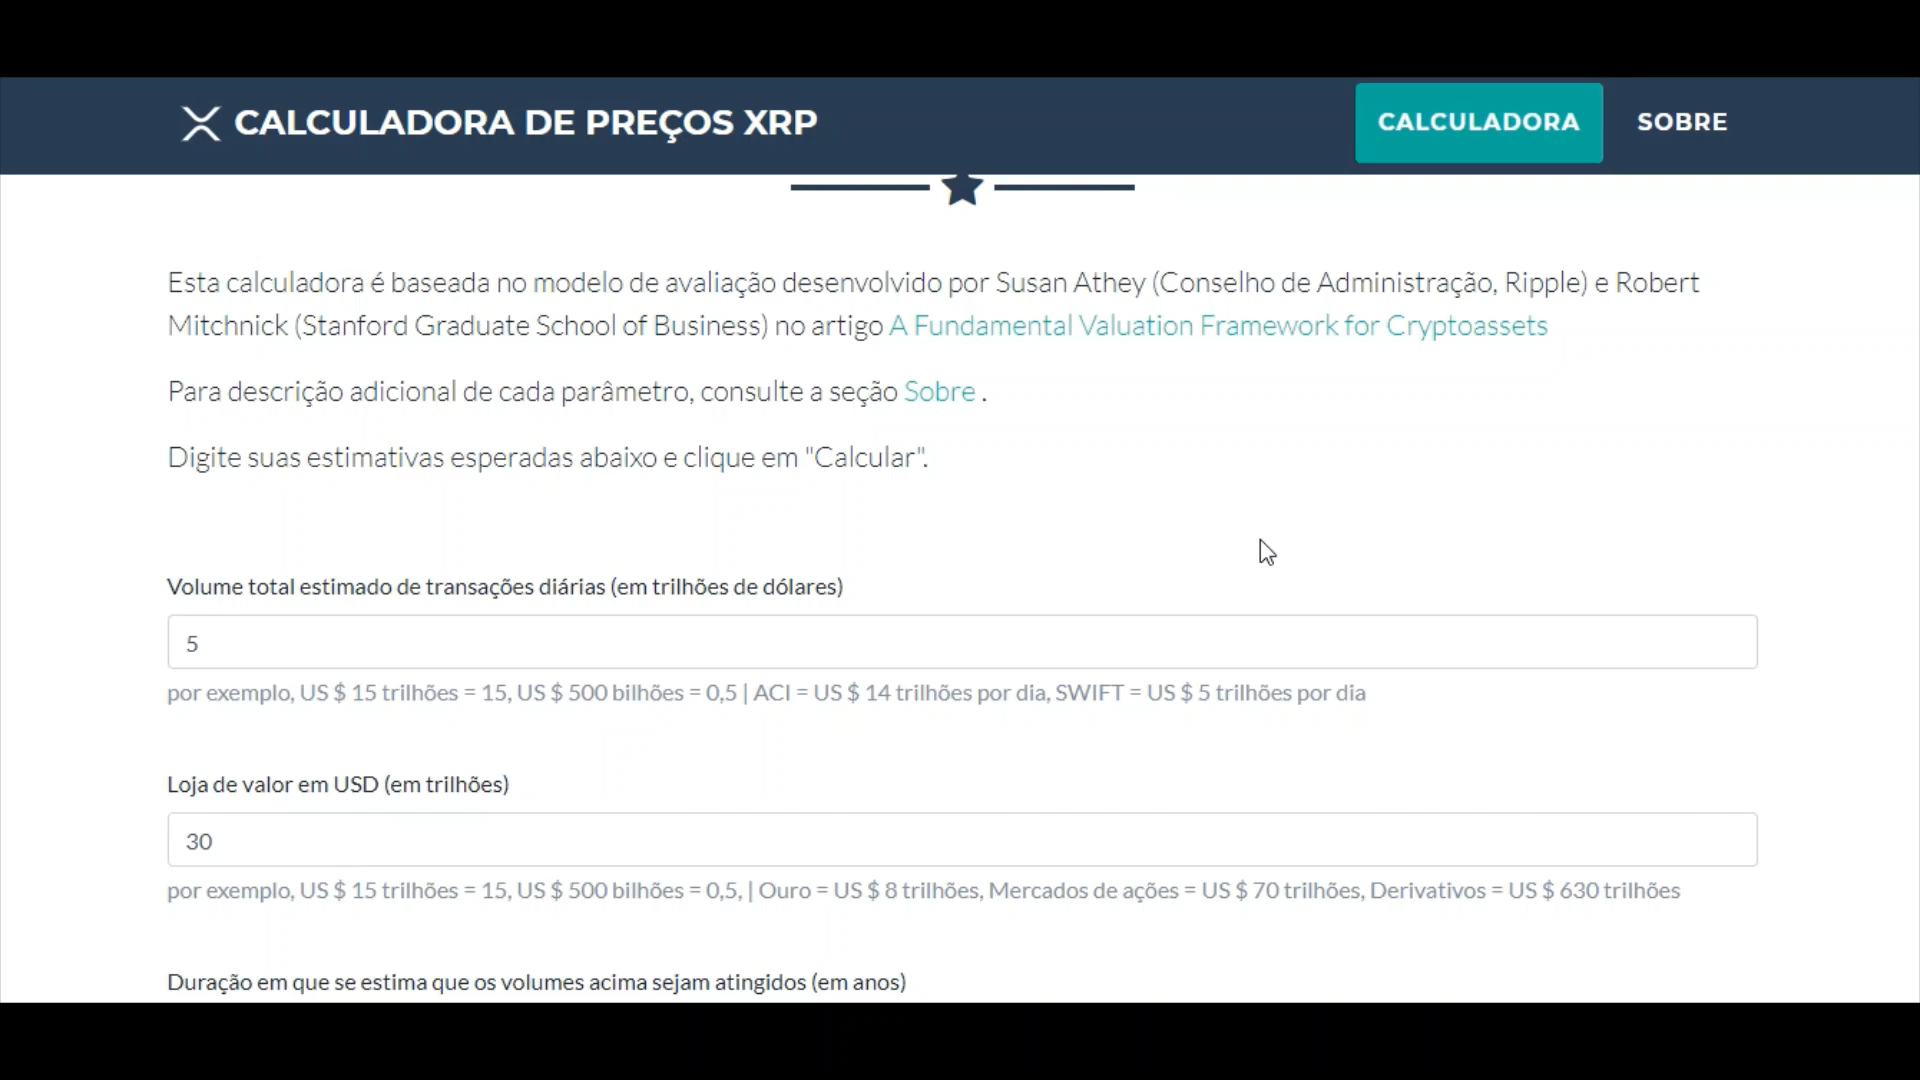 CALCULADORA DE PREÇOS XRP
CALCULADORA
SOBRE
Esta calculadora é baseada no modelo de avaliação desenvolvido por Susan Athey (Conselho de Administração, Ripple) e Robert
Mitchnick (Stanford Graduate School of Business) no artigo A Fundamental Valuation Framework for Cryptoassets
Para descrição adicional de cada parâmetro, consulte a seção Sobre .
Digite suas estimativas esperadas abaixo e clique em "Calcular".
Volume total estimado de transações diárias (em trilhões de dólares)
5
por exemplo, US $ 15 trilhões = 15, US $ 500 bilhões = 0,5 | ACI = US $ 14 trilhões por dia, SWIFT = US $ 5 trilhões por dia
Loja de valor em USD (em trilhões)
30
por exemplo, US $ 15 trilhões = 15, US $ 500 bilhões = 0,5, | Ouro = US $ 8 trilhões, Mercados de ações = US $ 70 trilhões, Derivativos = US $ 630 trilhões
Duração em que se estima que os volumes acima sejam atingidos (em anos)